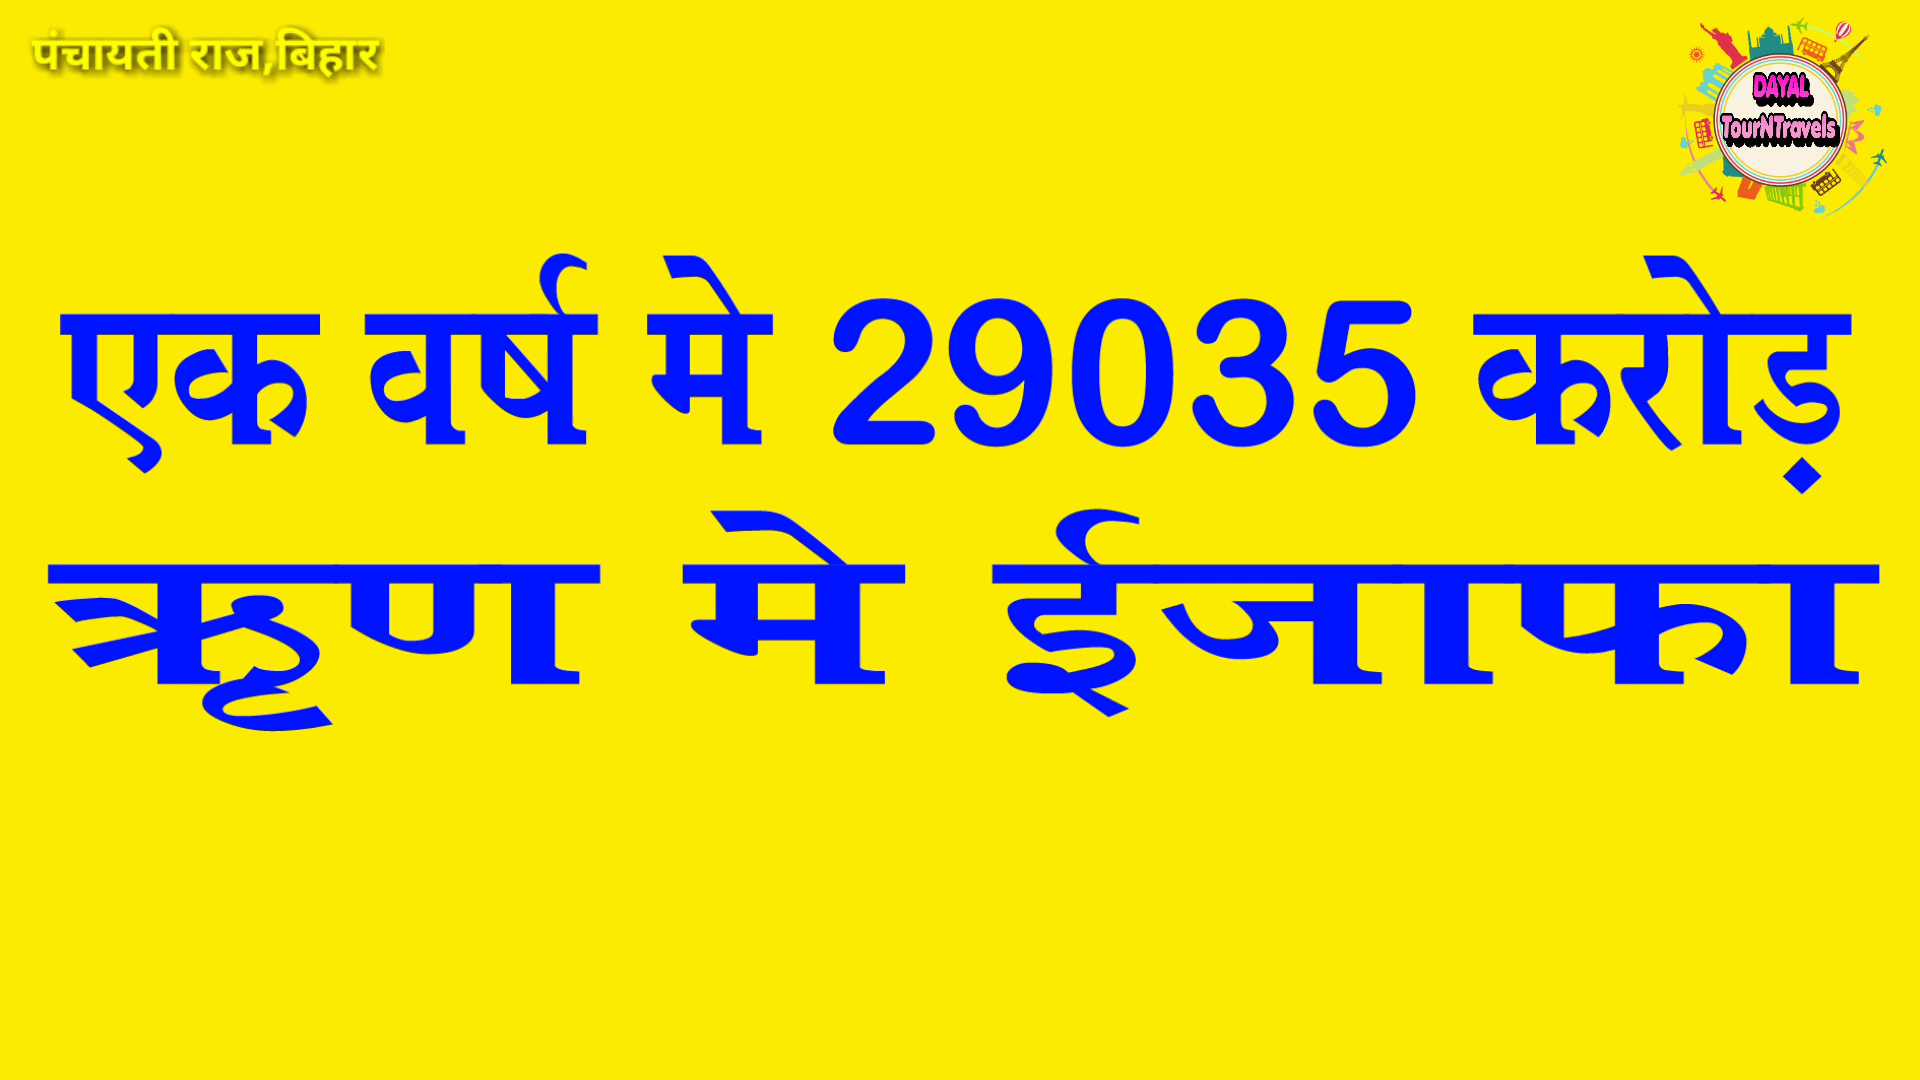 पंचायती राज,बिहार
DAYAL
TourNTravels
एक वर्ष मे 29035 करोड़
ऋण मे ईजाफा